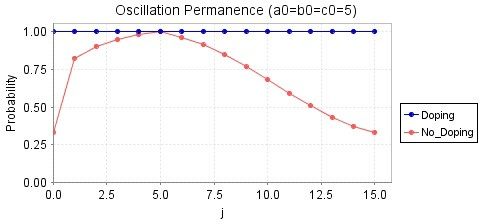 Oscillation Permanence (a0=b0=c0=5)
1.00
0.75
0.50
0.25
0.00
Probability
0.0 2.5 5.0 7.5 10.0 12.5 15.0
j
Doping
No_Doping